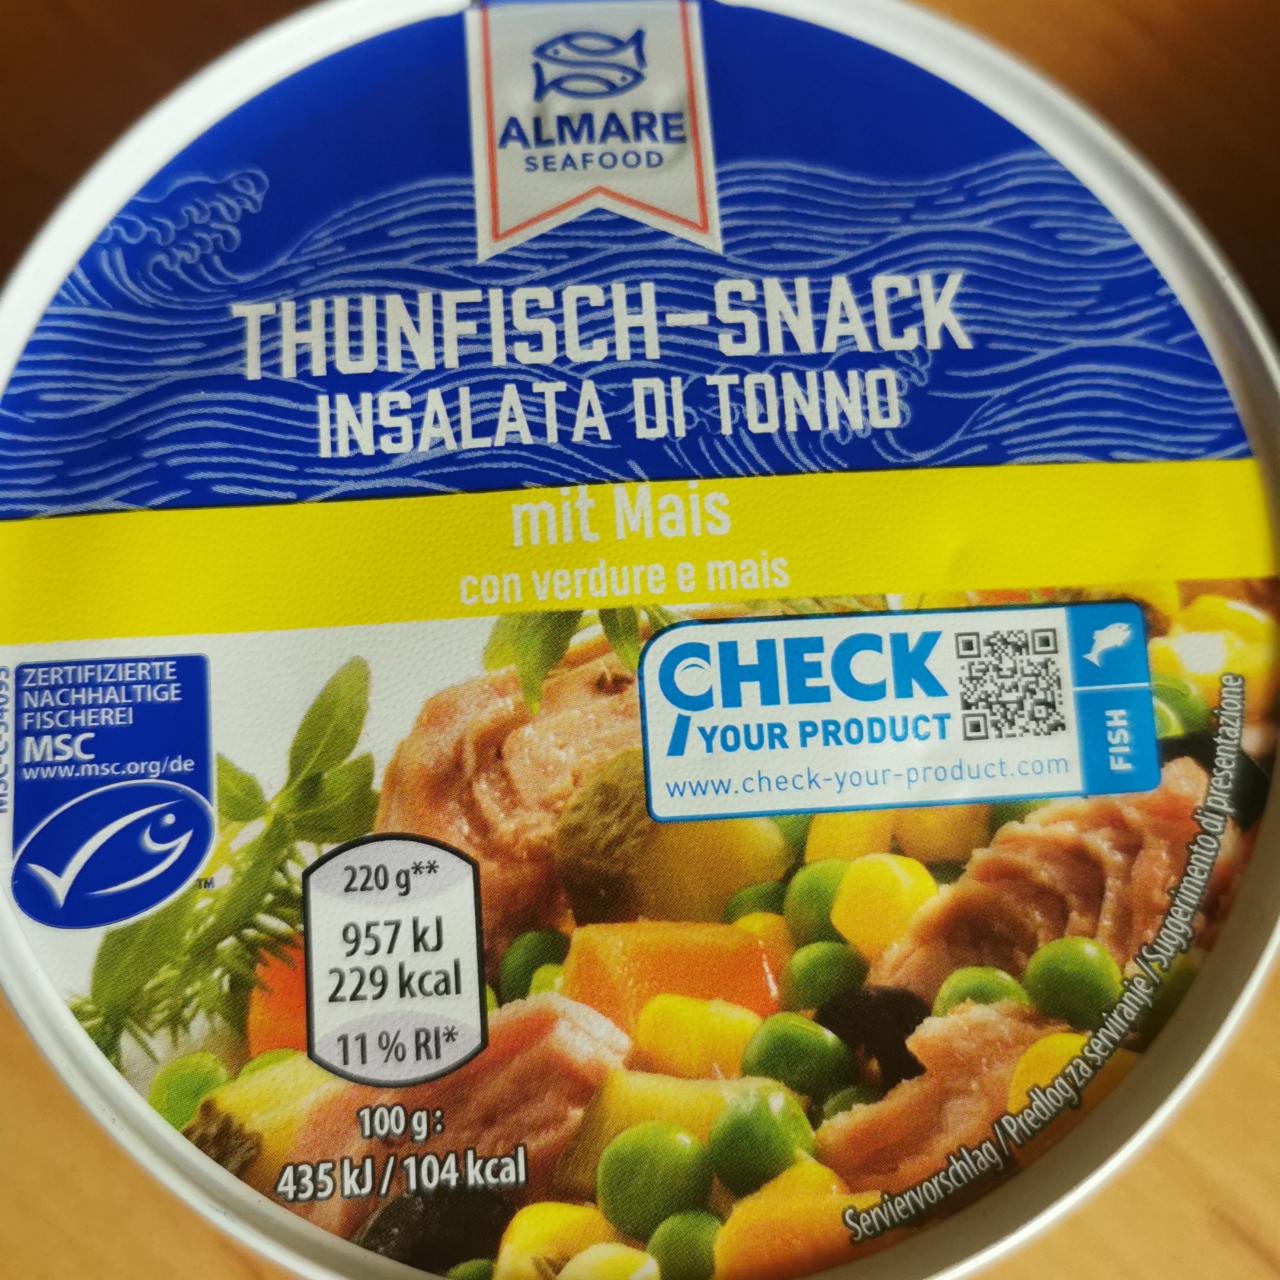 ALMARE
SEAFOOD
THUNFISCH-SNACK
INSALATA DI TONNO
mit Mais
con verdure e mais
ZERTIFIZIERTE
NACHHALTIGE
FISCHEREI
MSC
www.msc.org/de
TM
CHECK
YOUR PRODUCT
www.check-your-product.com
FISH
220 g**
957 kJ
229 kcal
11 % RI*
100 g:
435 kJ / 104 kcal
Serviervorschlag / Predlog za serviranje / Suggerimento di presentazione